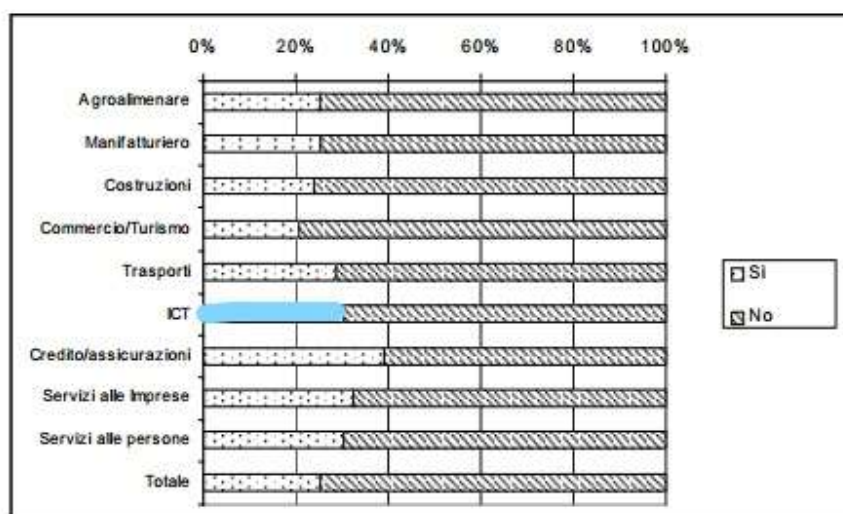 0% 20% 40% 60% 80% 100%
Agroalimenare
Manifatturiero
Costruzioni
Commercio/Turismo
Trasporti
ICT
Credito/assicurazioni
Servizi alle Imprese
Servizi alle persone
Totale
Sì
No